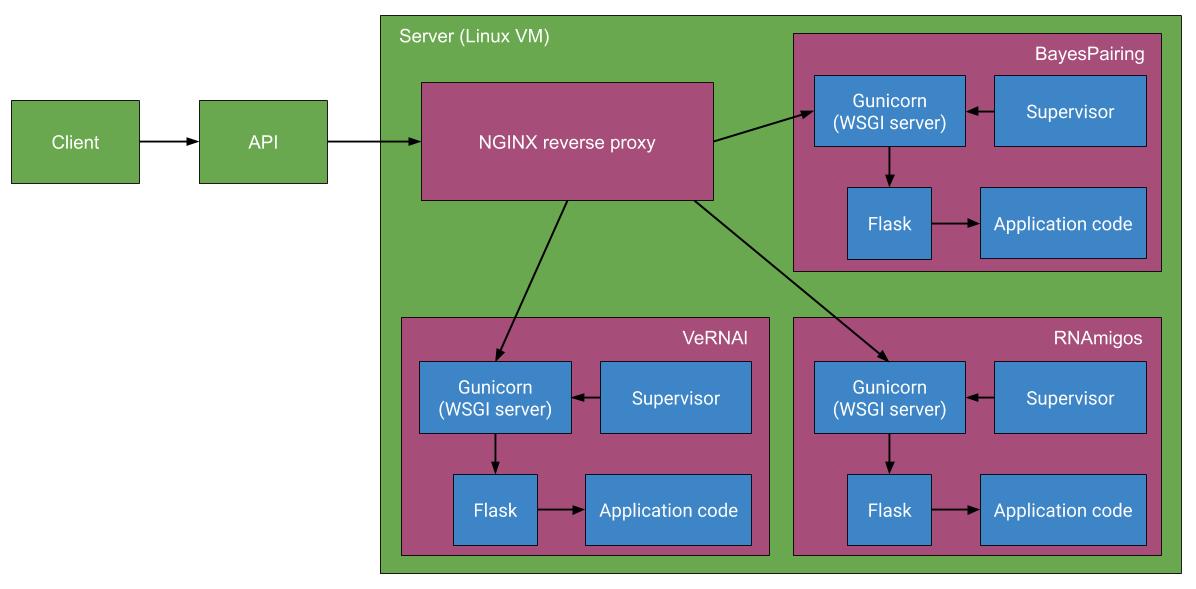 Server (Linux VM)
Client
API
NGINX reverse proxy
BayesPairing
Gunicorn
(WSGI server)
Supervisor
Flask
Application code
VeRNAl
Gunicorn
(WSGI server)
Supervisor
Flask
Application code
RNAmigos
Gunicorn
(WSGI server)
Supervisor
Flask
Application code